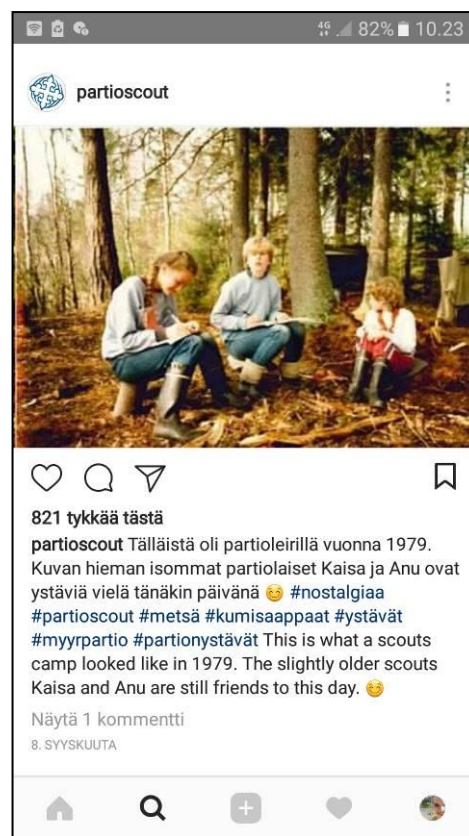 4G 82% 10.23
partioscout
821 tykkää tästä
partioscout Tälläistä oli partioleirillä vuonna 1979.
Kuvan hieman isommat partiolaiset Kaisa ja Anu ovat
ystäviä vielä tänäkin päivänä 😊 #nostalgiaa
#partioscout #metsä #kumisaappaat #ystävät
#myyrpartio #partionystävät This is what a scouts
camp looked like in 1979. The slightly older scouts
Kaisa and Anu are still friends to this day. 😊
Näytä 1 kommentti
8. SYYSKUUTA